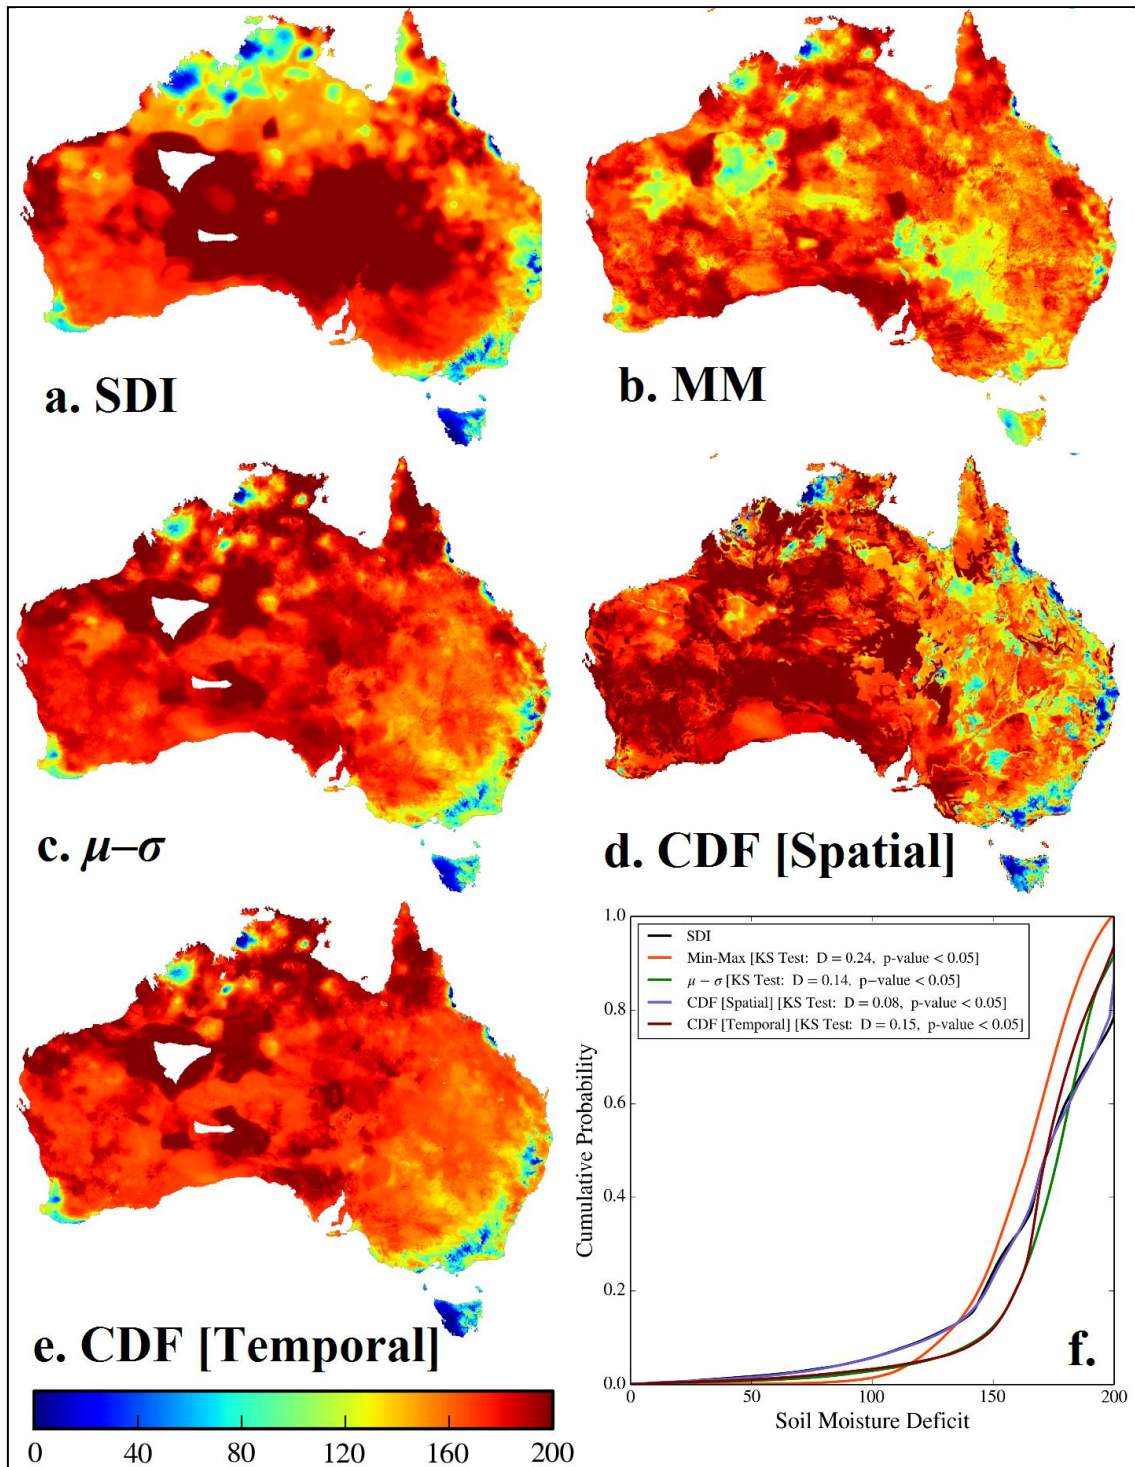 a. SDI
b. MM
c. μ–σ
d. CDF [Spatial]
e. CDF [Temporal]
0 40 80 120 160 200
1.0
0.8
0.6
0.4
0.2
0.0
Cumulative Probability
SDI
Min-Max [KS Test: D = 0.24, p-value < 0.05]
μ − σ [KS Test: D = 0.14, p−value < 0.05]
CDF [Spatial] [KS Test: D = 0.08, p-value < 0.05]
CDF [Temporal] [KS Test: D = 0.15, p-value < 0.05]
f.
0 50 100 150 200
Soil Moisture Deficit